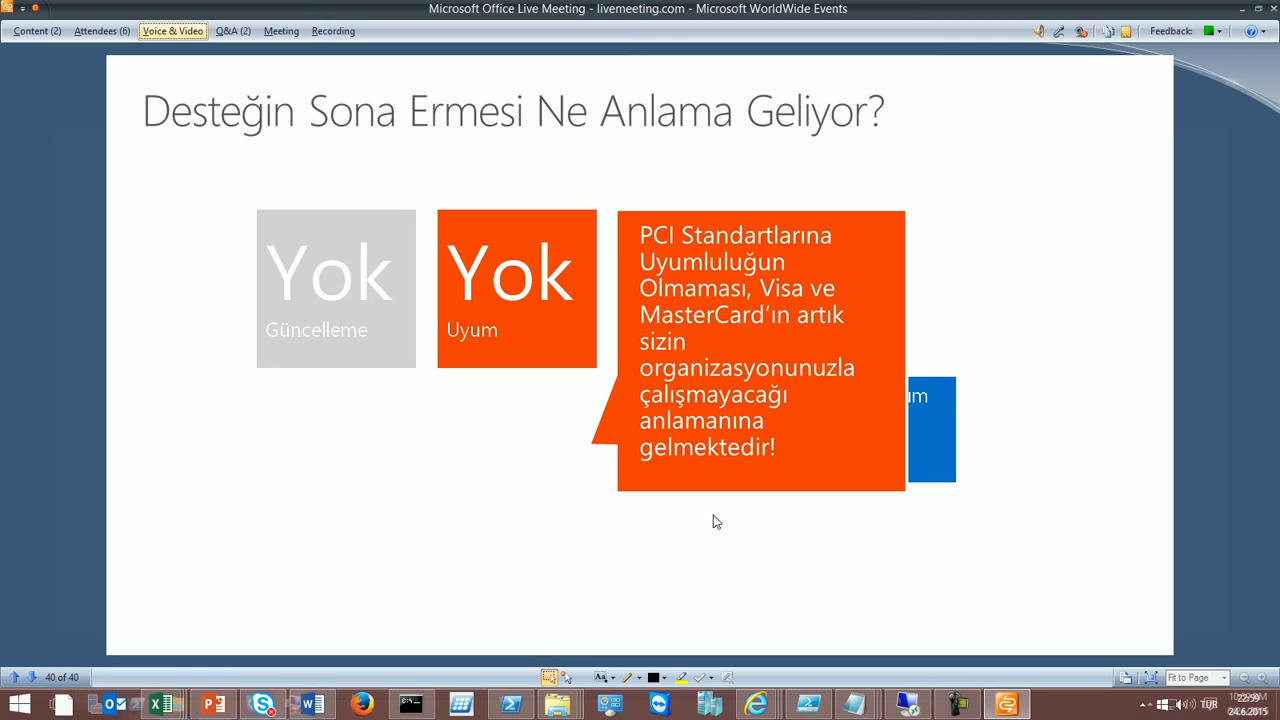 Microsoft Office Live Meeting - livemeeting.com - Microsoft WorldWide Events
Content (2) Attendees (6) Voice & Video Q&A (2) Meeting Recording Feedback:
Desteğin Sona Ermesi Ne Anlama Geliyor?
Yok
Güncelleme
Yok
Uyum
PCI Standartlarına
Uyumluluğun
Olmaması, Visa ve
MasterCard’ın artık
sizin
organizasyonunuzla
çalışmayacağı
anlamanına
gelmektedir!
40 of 40
Aa
Fit to Page
TUR
24.6.2015